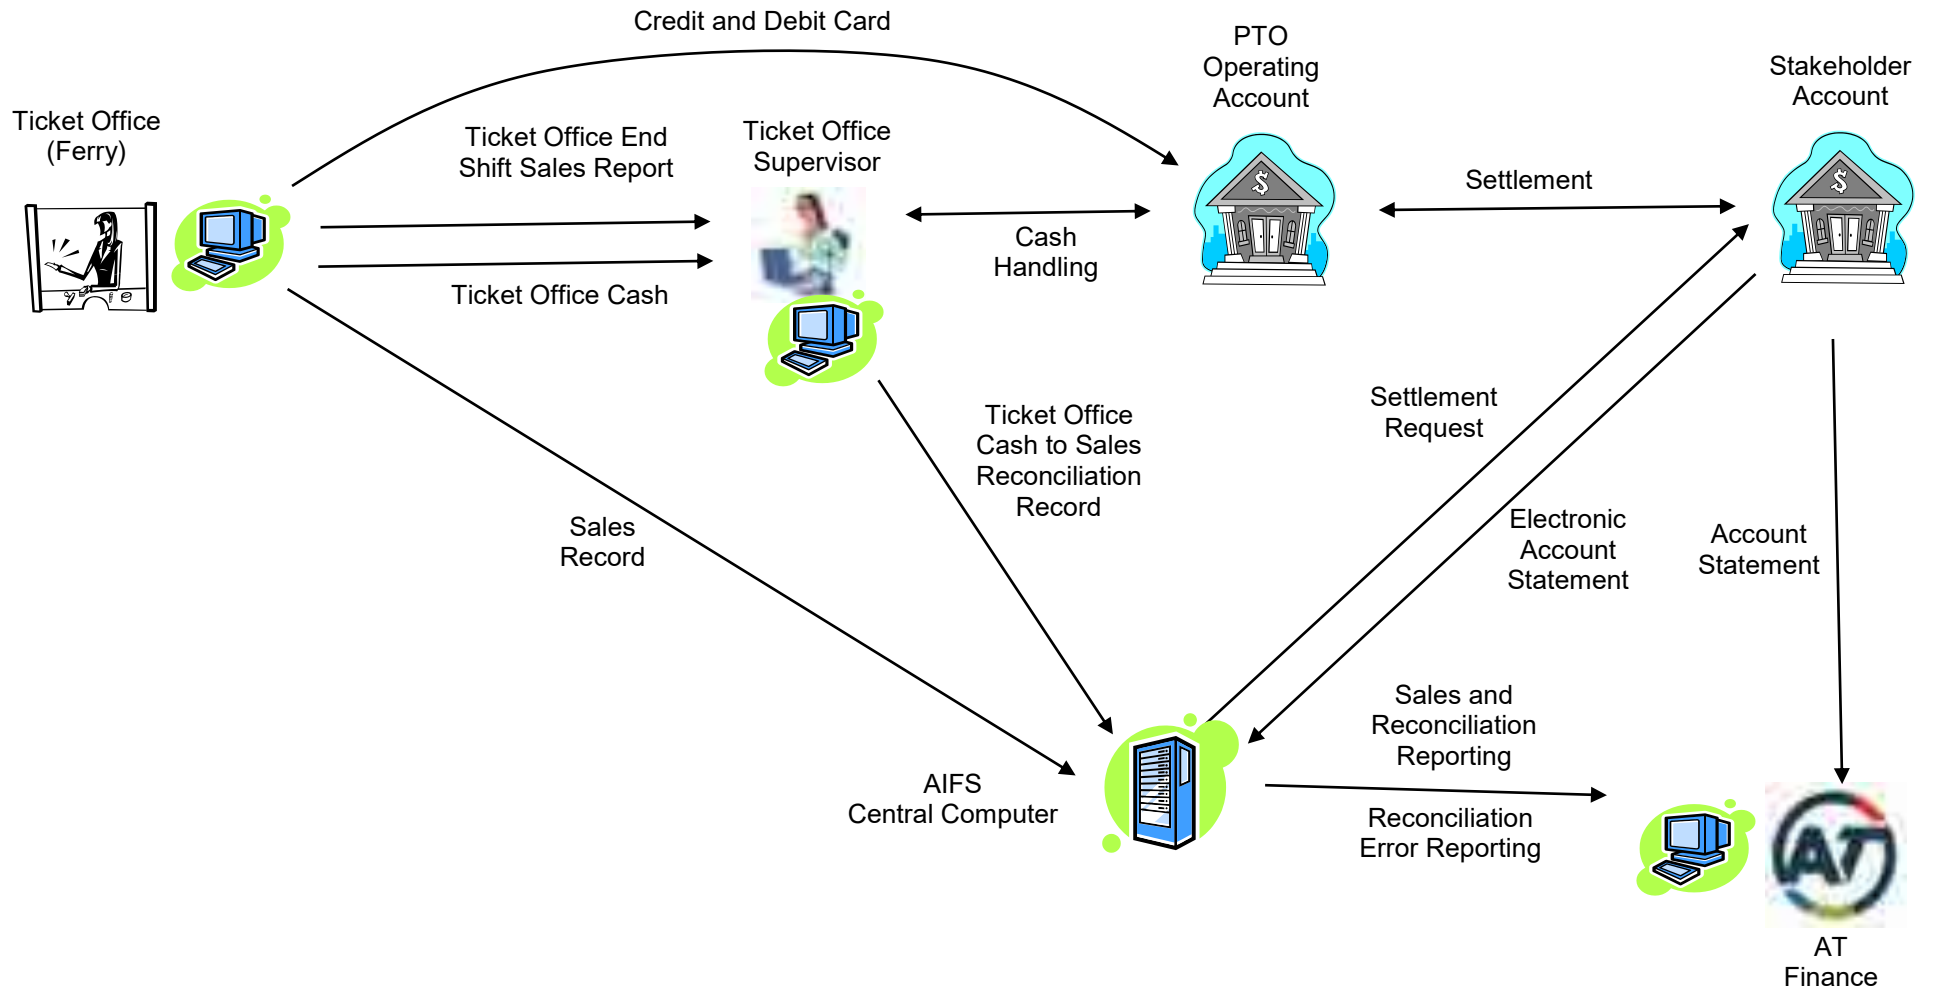 Credit and Debit Card
PTO
Operating
Account
Stakeholder
Account
Ticket Office
(Ferry)
Ticket Office End
Shift Sales Report
Ticket Office
Supervisor
Settlement
Cash
Handling
Ticket Office Cash
Settlement
Request
Ticket Office
Cash to Sales
Reconciliation
Record
Sales
Record
Electronic
Account
Statement
Account
Statement
Sales and
Reconciliation
Reporting
AIFS
Central Computer
Reconciliation
Error Reporting
AT
AT
Finance
$
$